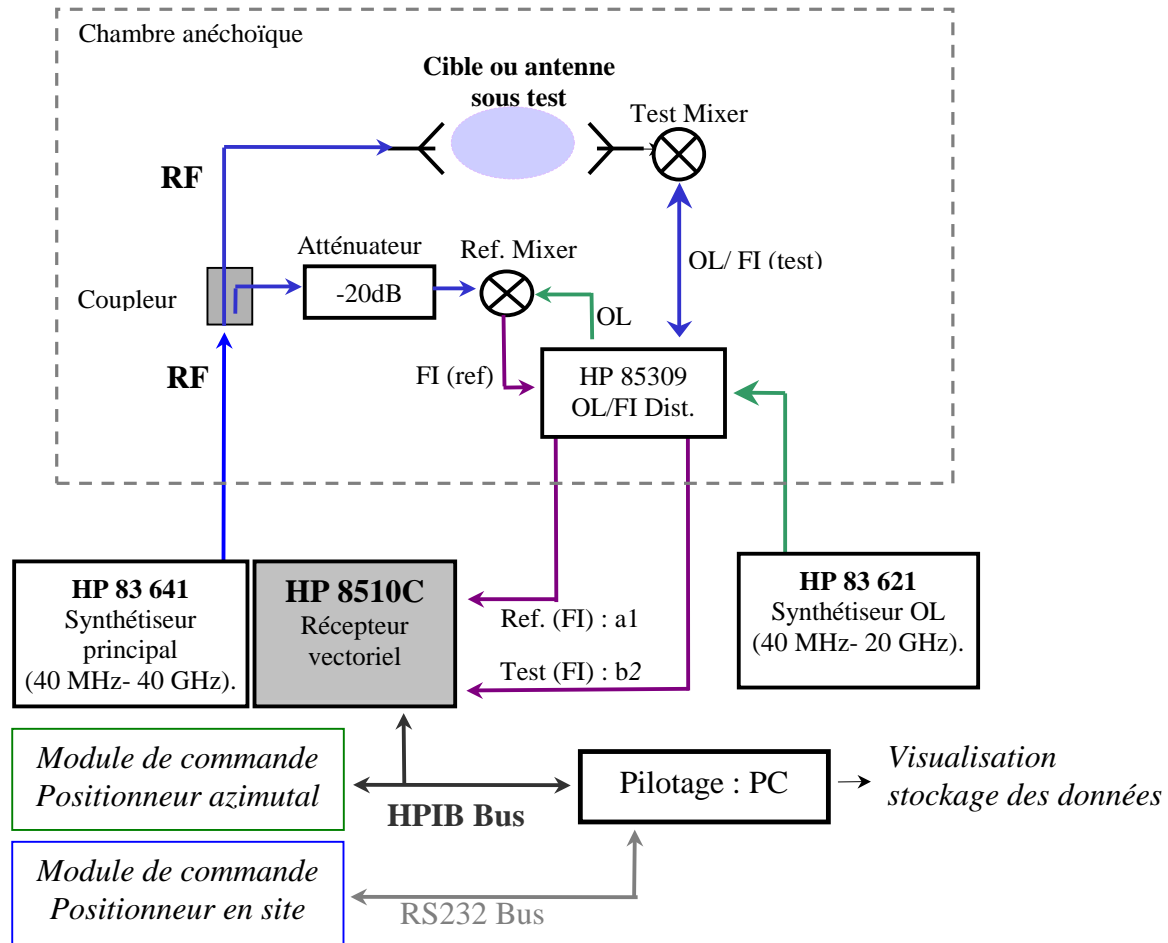 Chambre anéchoïque
Cible ou antenne
sous test
Test Mixer
RF
Atténuateur
Ref. Mixer
OL/ FI (test)
Coupleur
-20dB
OL
RF
FI (ref)
HP 85309
OL/FI Dist.
HP 83 641
Synthétiseur
principal
(40 MHz- 40 GHz).
HP 8510C
Récepteur
vectoriel
Ref. (FI) : a1
Test (FI) : b2
HP 83 621
Synthétiseur OL
(40 MHz- 20 GHz).
Module de commande
Positionneur azimutal
HPIB Bus
Pilotage : PC
Visualisation
stockage des données
Module de commande
Positionneur en site
RS232 Bus